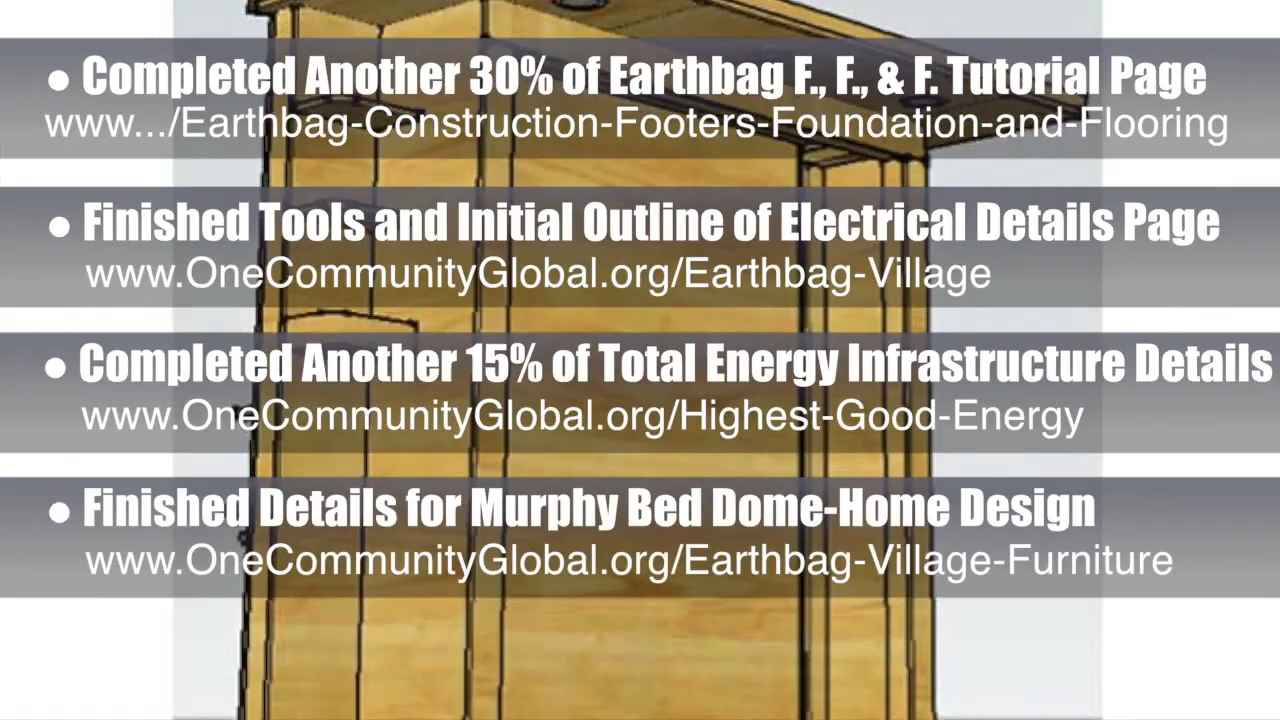 ● Completed Another 30% of Earthbag F., F., & F. Tutorial Page
www.../Earthbag-Construction-Footers-Foundation-and-Flooring
● Finished Tools and Initial Outline of Electrical Details Page
www.OneCommunityGlobal.org/Earthbag-Village
● Completed Another 15% of Total Energy Infrastructure Details
www.OneCommunityGlobal.org/Highest-Good-Energy
● Finished Details for Murphy Bed Dome-Home Design
www.OneCommunityGlobal.org/Earthbag-Village-Furniture